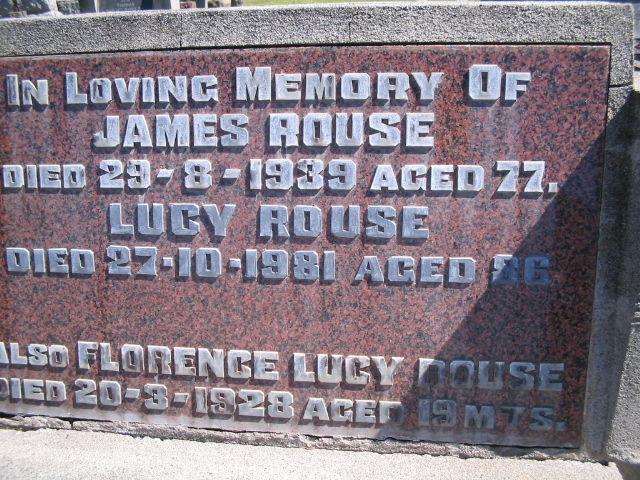 IN LOVING MEMORY OF
JAMES ROUSE
DIED 29-8-1939 AGED 77.
LUCY ROUSE
DIED 27-10-1981 AGED 86
ALSO FLORENCE LUCY ROUSE
DIED 20-3-1928 AGED 19 MTS.